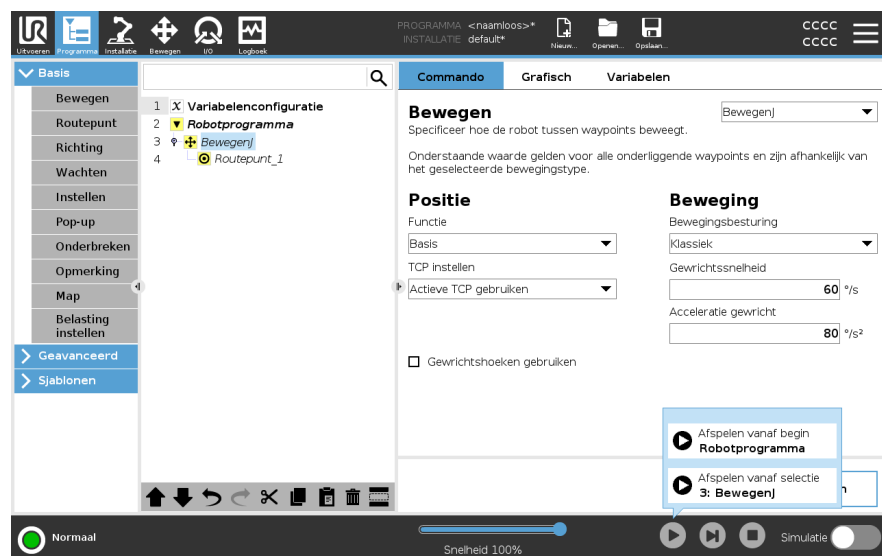 PROGRAMMA <naamloos>*
INSTALLATIE default*
CCCC
CCCC
Uitvoeren Programma Installatie Bewegen I/O Logboek Nieuw... Openen... Opslaan...
Basis
Bewegen
Routepunt
Richting
Wachten
Instellen
Pop-up
Onderbreken
Opmerking
Map
Belasting
instellen
Geavanceerd
Sjablonen
1 X Variabelenconfiguratie
2 Robotprogramma
3 BewegenJ
4 Routepunt_1
Commando Grafisch Variabelen
Bewegen
BewegenJ
Specificeer hoe de robot tussen waypoints beweegt.
Onderstaande waarde gelden voor alle onderliggende waypoints en zijn afhankelijk van
het geselecteerde bewegingstype.
Positie
Functie
Basis
TCP instellen
Actieve TCP gebruiken
Gewrichtshoeken gebruiken
Beweging
Bewegingsbesturing
Klassiek
Gewrichtssnelheid
60 °/s
Acceleratie gewricht
80 °/s²
Afspelen vanaf begin
Robotprogramma
Afspelen vanaf selectie
3: BewegenJ
Normaal
Snelheid 100%
Simulatie